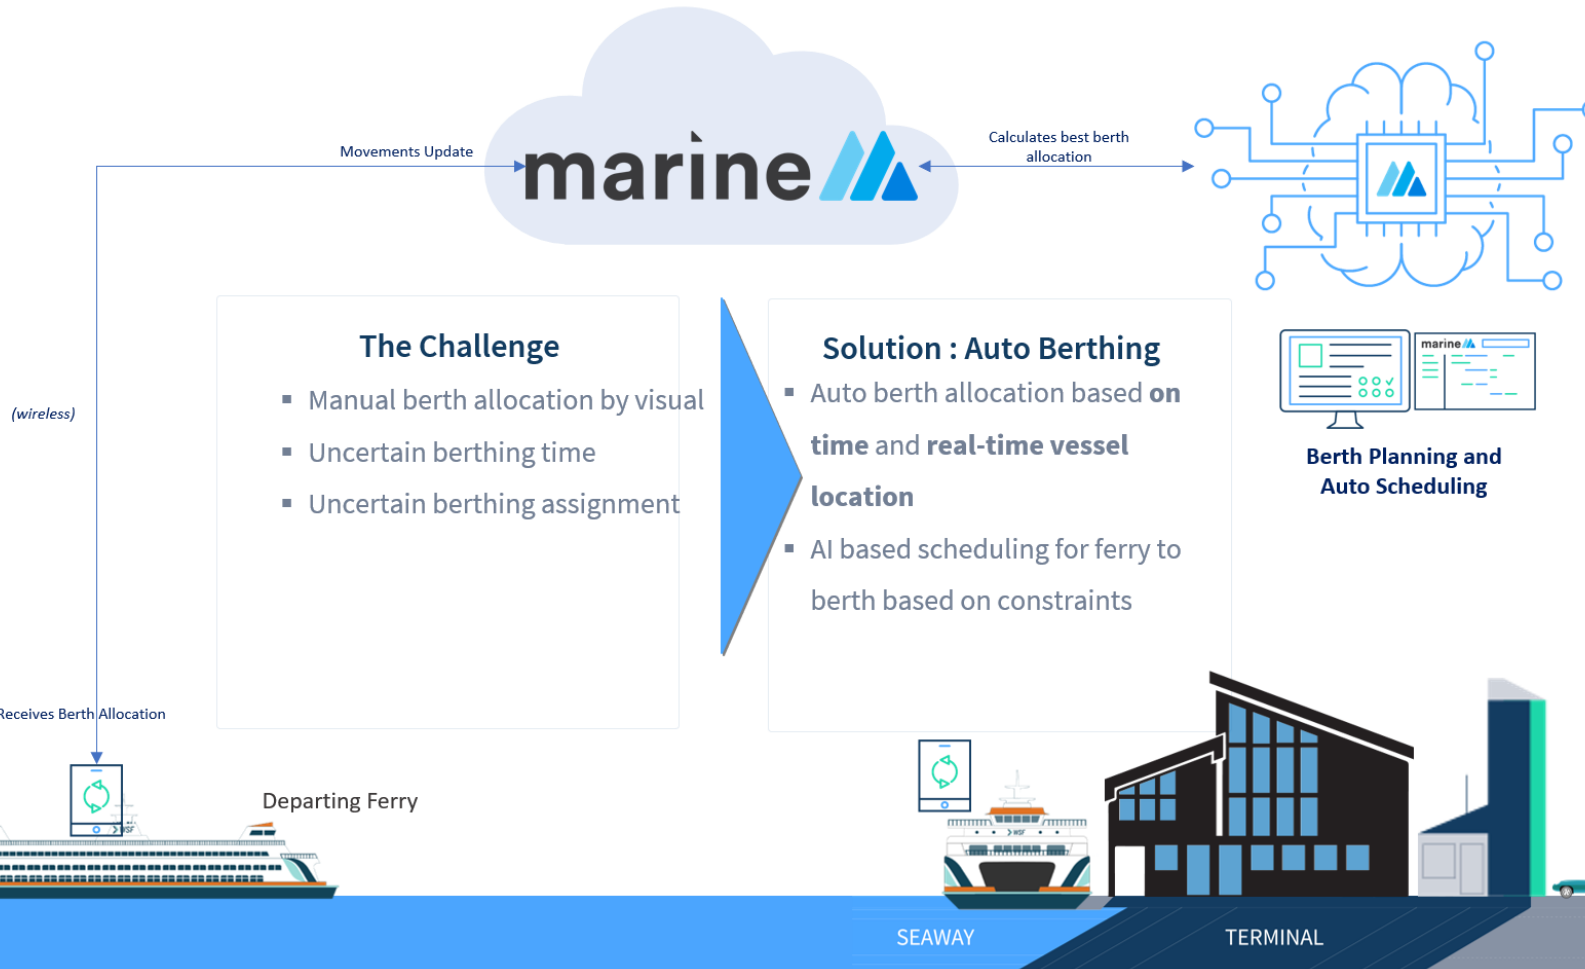 marine
Movements Update
Calculates best berth
allocation
(wireless)
The Challenge
▪ Manual berth allocation by visual
▪ Uncertain berthing time
▪ Uncertain berthing assignment
Solution : Auto Berthing
▪ Auto berth allocation based on
time and real-time vessel
location
▪ AI based scheduling for ferry to
berth based on constraints
marine
Berth Planning and
Auto Scheduling
Receives Berth Allocation
Departing Ferry
WSF
WSF
SEAWAY
TERMINAL